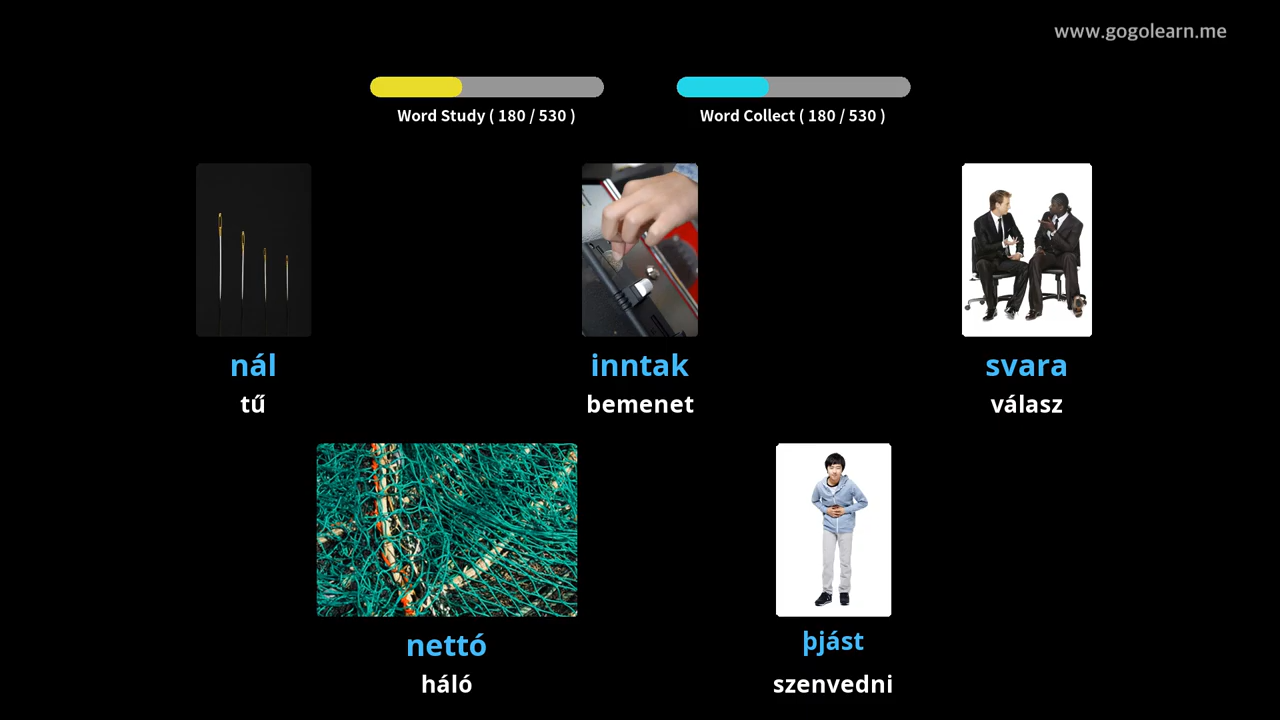 www.gogolearn.me
Word Study ( 180 / 530 )
Word Collect ( 180 / 530 )
nál
tű
inntak
bemenet
svara
válasz
nettó
háló
þjást
szenvedni